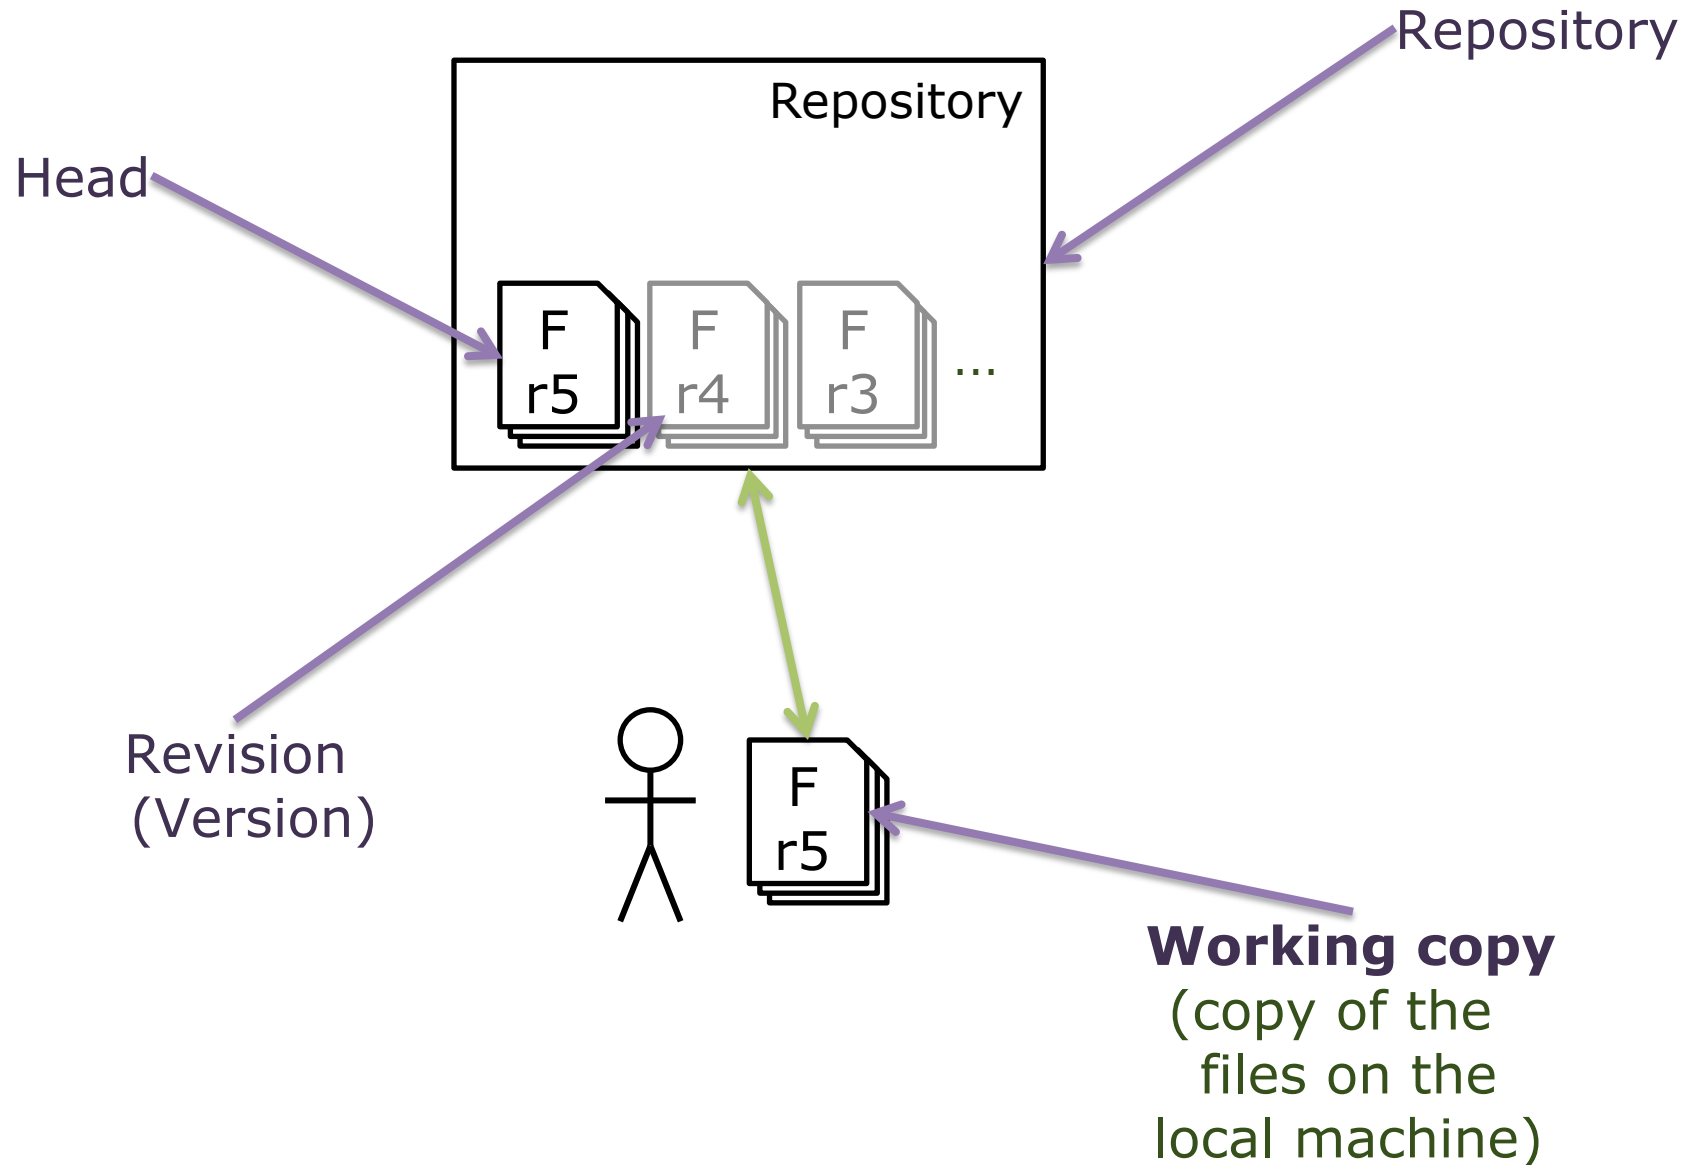 Repository
Repository
Head
F
r5
F
r4
F
r3
...
Revision
(Version)
F
r5
Working copy
(copy of the
files on the
local machine)